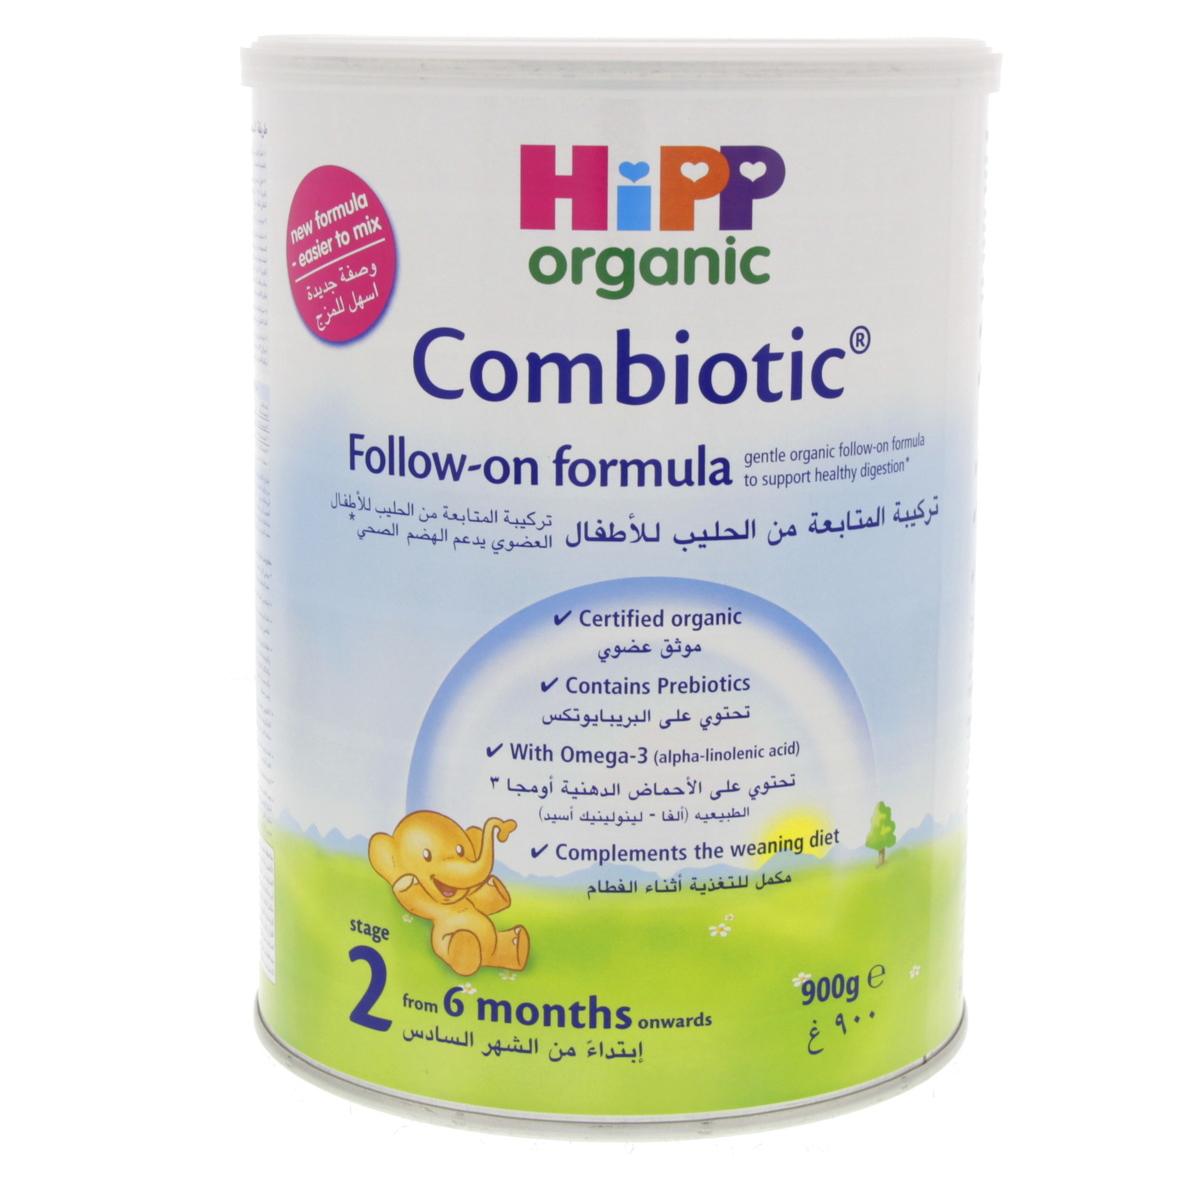 HiPP
organic
new formula
- easier to mix
وصفة جديدة
اسهل للمزج
Combiotic®
Follow-on formula
gentle organic follow-on formula
to support healthy digestion*
تركيبة المتابعة من الحليب للأطفال
تركيبة المتابعة من الحليب للأطفال
العضوي يدعم الهضم الصحي*
✔ Certified organic
موثق عضوي
✔ Contains Prebiotics
تحتوي على البريبايوتكس
✔ With Omega-3 (alpha-linolenic acid)
تحتوي على الأحماض الدهنية أومجا ٣
الطبيعيه (ألفا - لينولينيك أسيد)
✔ Complements the weaning diet
مكمل للتغذية أثناء الفطام
stage
2
from 6 months onwards
إبتداءً من الشهر السادس
900g e
٩٠٠ غ